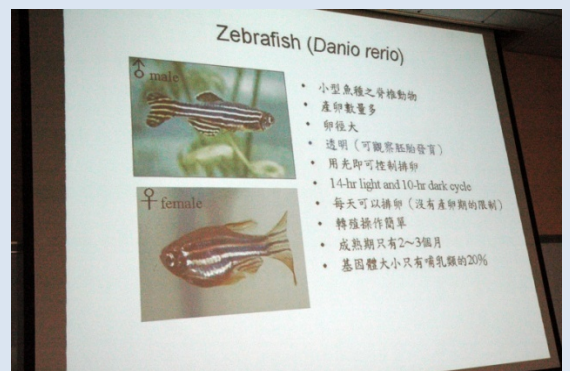 Zebrafish (Danio rerio)
♂ male
♀ female
• 小型魚種之脊椎動物
• 產卵數量多
• 卵徑大
• 透明（可觀察胚胎發育）
• 用光即可控制排卵
• 14-hr light and 10-hr dark cycle
• 每天可以排卵（沒有產卵期的限制）
• 轉殖操作簡單
• 成熟期只有2～3個月
• 基因體大小只有哺乳類的20%